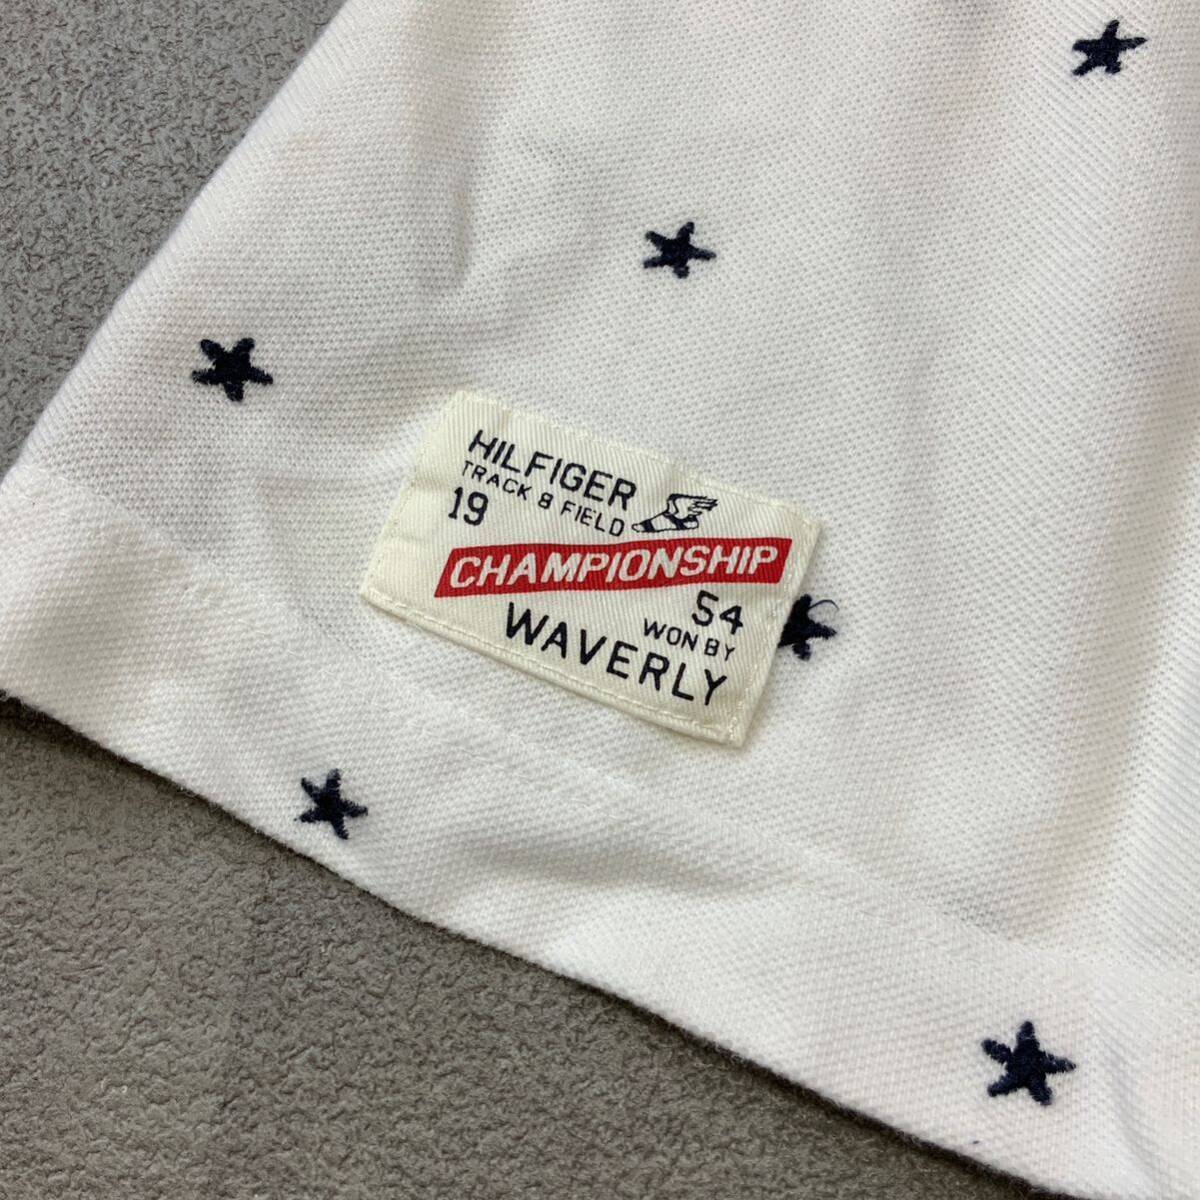 HILFIGER
TRACK & FIELD
19
CHAMPIONSHIP
54
WON BY
WAVERLY